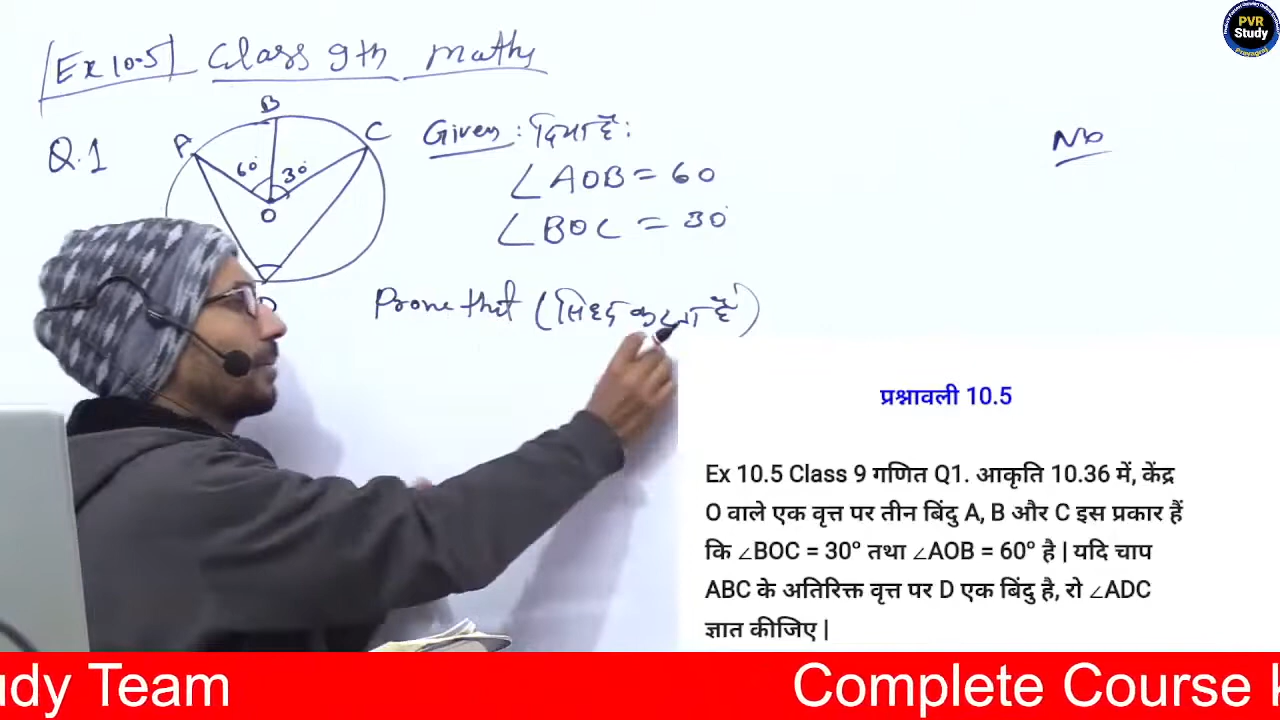 Ex 10.5 Class 9th Maths
Q.1
A
B
C
60°
30°
O
Given : दिया है :
∠AOB = 60
∠BOC = 30°
Prove that (सिद्ध करना है)
PVR
Study
प्रश्नावली 10.5
Ex 10.5 Class 9 गणित Q1. आकृति 10.36 में, केंद्र
O वाले एक वृत्त पर तीन बिंदु A, B और C इस प्रकार हैं
कि ∠BOC = 30° तथा ∠AOB = 60° है | यदि चाप
ABC के अतिरिक्त वृत्त पर D एक बिंदु है, रो ∠ADC
ज्ञात कीजिए |
udy Team
Complete Course k